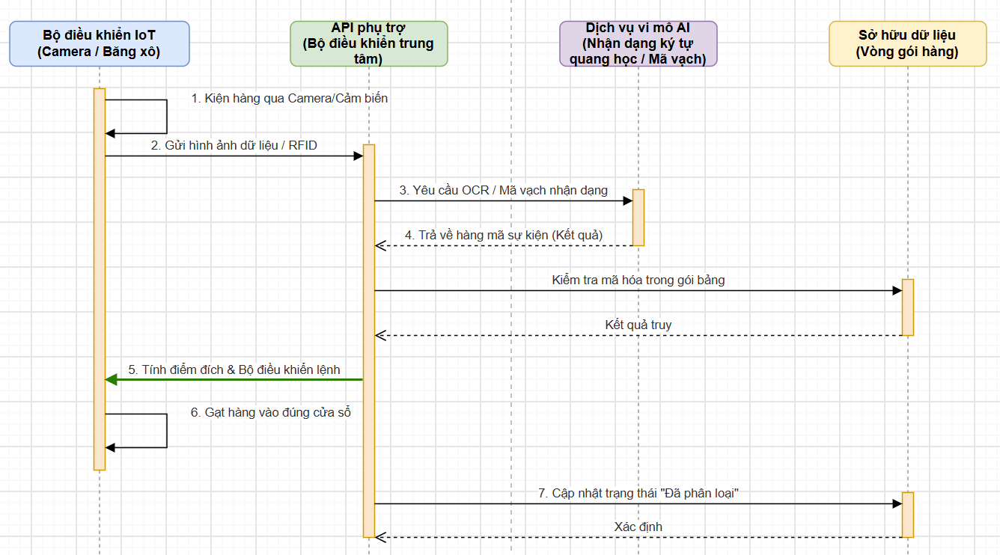 Bộ điều khiển IoT
(Camera / Băng xô)
API phụ trợ
(Bộ điều khiển trung
tâm)
Dịch vụ vi mô AI
(Nhận dạng ký tự
quang học / Mã vạch)
Sở hữu dữ liệu
(Vòng gói hàng)
1. Kiện hàng qua Camera/Cảm biến
2. Gửi hình ảnh dữ liệu / RFID
3. Yêu cầu OCR / Mã vạch nhận dạng
4. Trả về hàng mã sự kiện (Kết quả)
Kiểm tra mã hóa trong gói bảng
Kết quả truy
5. Tính điểm đích & Bộ điều khiển lệnh
6. Gạt hàng vào đúng cửa sổ
7. Cập nhật trạng thái "Đã phân loại"
Xác định